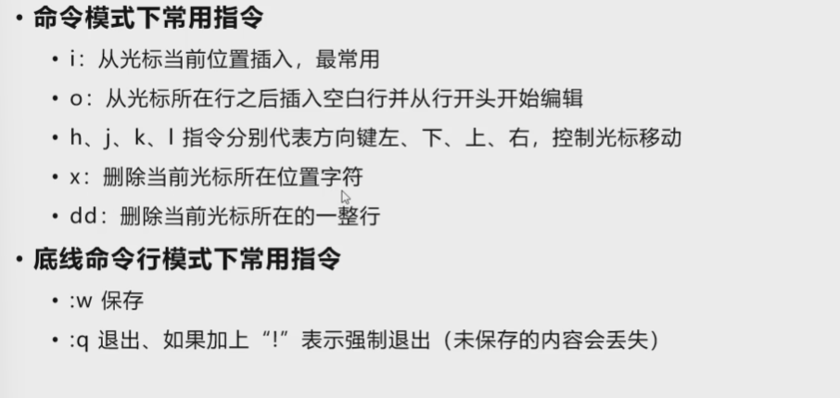 • 命令模式下常用指令
• i：从光标当前位置插入，最常用
• o：从光标所在行之后插入空白行并从行开头开始编辑
• h、j、k、l 指令分别代表方向键左、下、上、右，控制光标移动
• x：删除当前光标所在位置字符
• dd：删除当前光标所在的一整行
• 底线命令行模式下常用指令
• :w 保存
• :q 退出、如果加上“!”表示强制退出（未保存的内容会丢失）